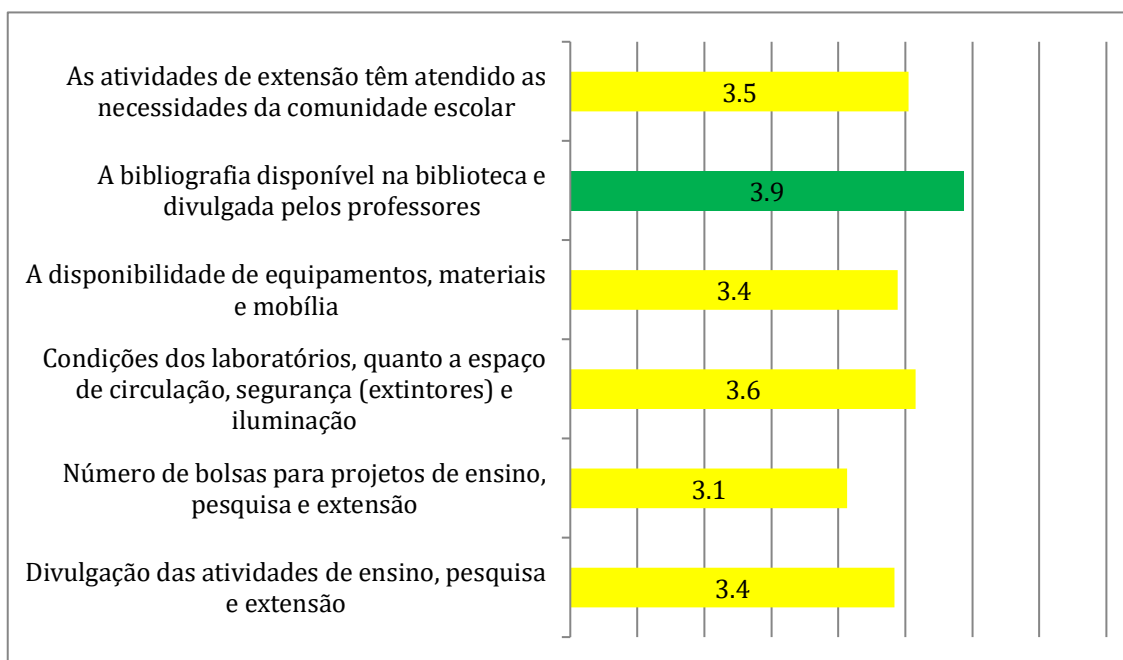 As atividades de extensão têm atendido as
necessidades da comunidade escolar
3.5
A bibliografia disponível na biblioteca e
divulgada pelos professores
3.9
A disponibilidade de equipamentos, materiais
e mobília
3.4
Condições dos laboratórios, quanto a espaço
de circulação, segurança (extintores) e
iluminação
3.6
Número de bolsas para projetos de ensino,
pesquisa e extensão
3.1
Divulgação das atividades de ensino, pesquisa
e extensão
3.4